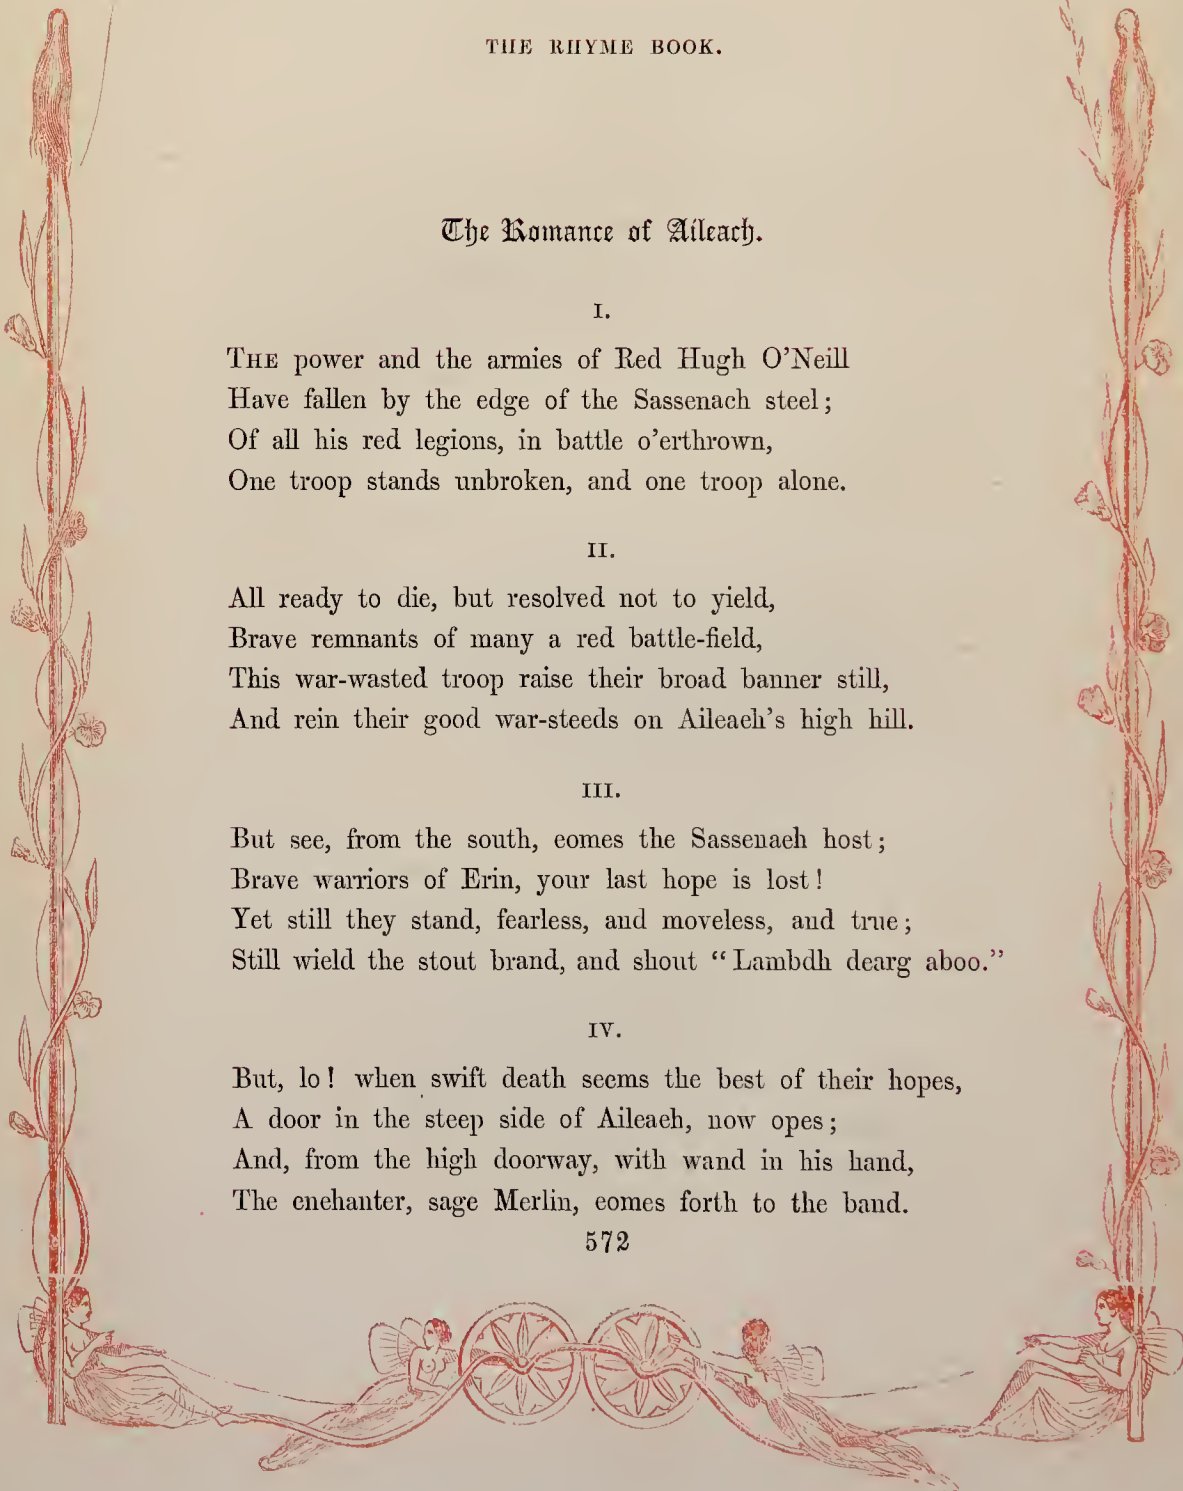 THE RHYME BOOK.
The Romance of Aileach.
I.
THE power and the armies of Red Hugh O'Neill
Have fallen by the edge of the Sassenach steel;
Of all his red legions, in battle o'erthrown,
One troop stands unbroken, and one troop alone.
II.
All ready to die, but resolved not to yield,
Brave remnants of many a red battle-field,
This war-wasted troop raise their broad banner still,
And rein their good war-steeds on Aileach's high hill.
III.
But see, from the south, comes the Sassenach host;
Brave warriors of Erin, your last hope is lost!
Yet still they stand, fearless, and moveless, and true;
Still wield the stout brand, and shout "Lambdh dearg aboo."
IV.
But, lo! when swift death seems the best of their hopes,
A door in the steep side of Aileach, now opes;
And, from the high doorway, with wand in his hand,
The enchanter, sage Merlin, comes forth to the band.
572